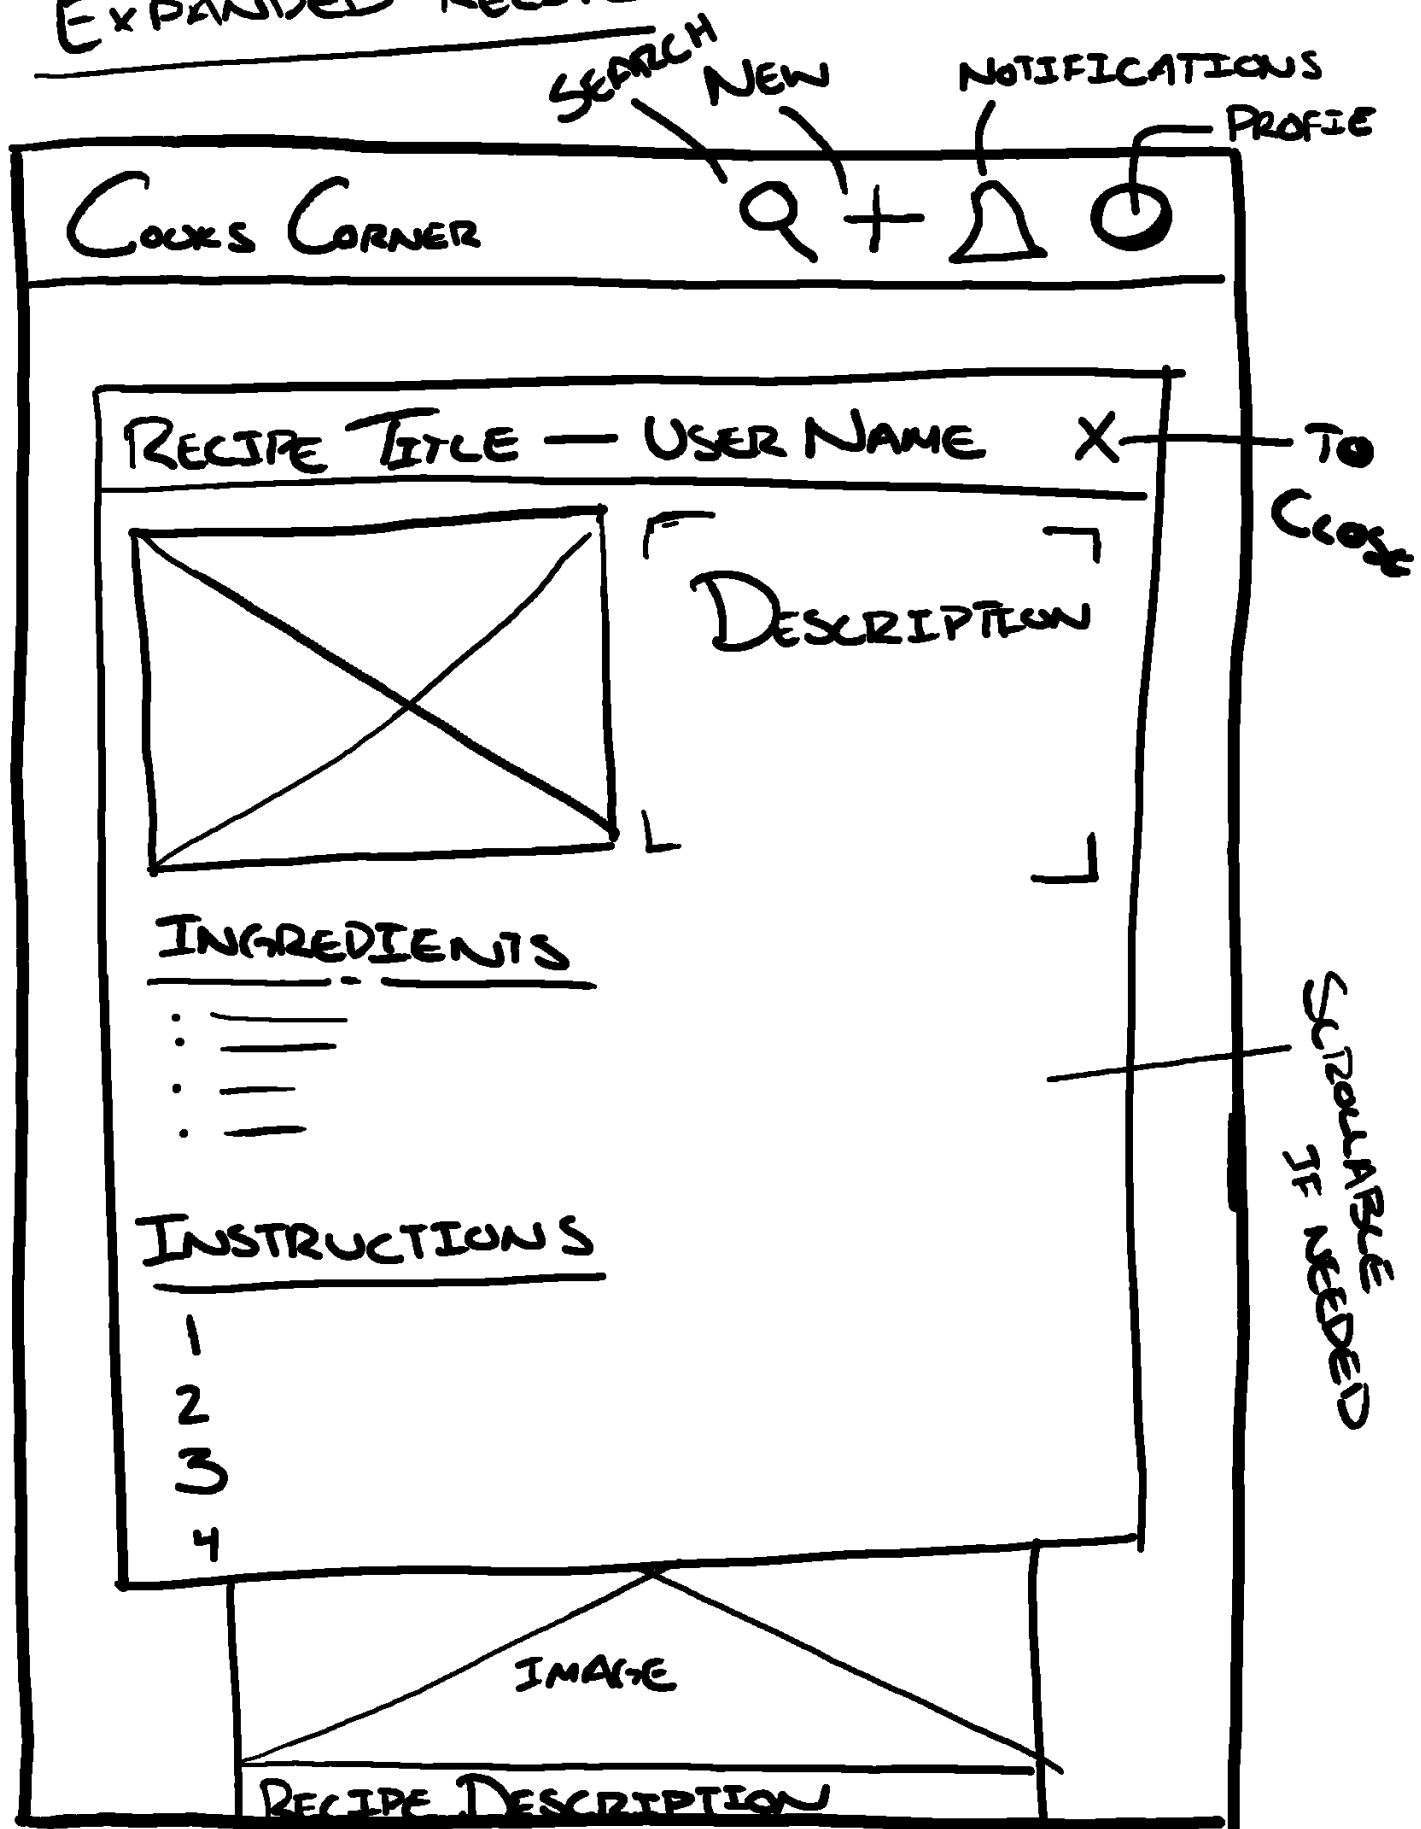 EXPANDED RECIPE
SEARCH
NEW
NOTIFICATIONS
PROFIE
COOKS CORNER
RECIPE TITLE — USER NAME X
TO
CLOSE
DESCRIPTION
INGREDIENTS
SCROLLABLE
IF NEEDED
INSTRUCTIONS
1
2
3
4
IMAGE
RECIPE DESCRIPTION